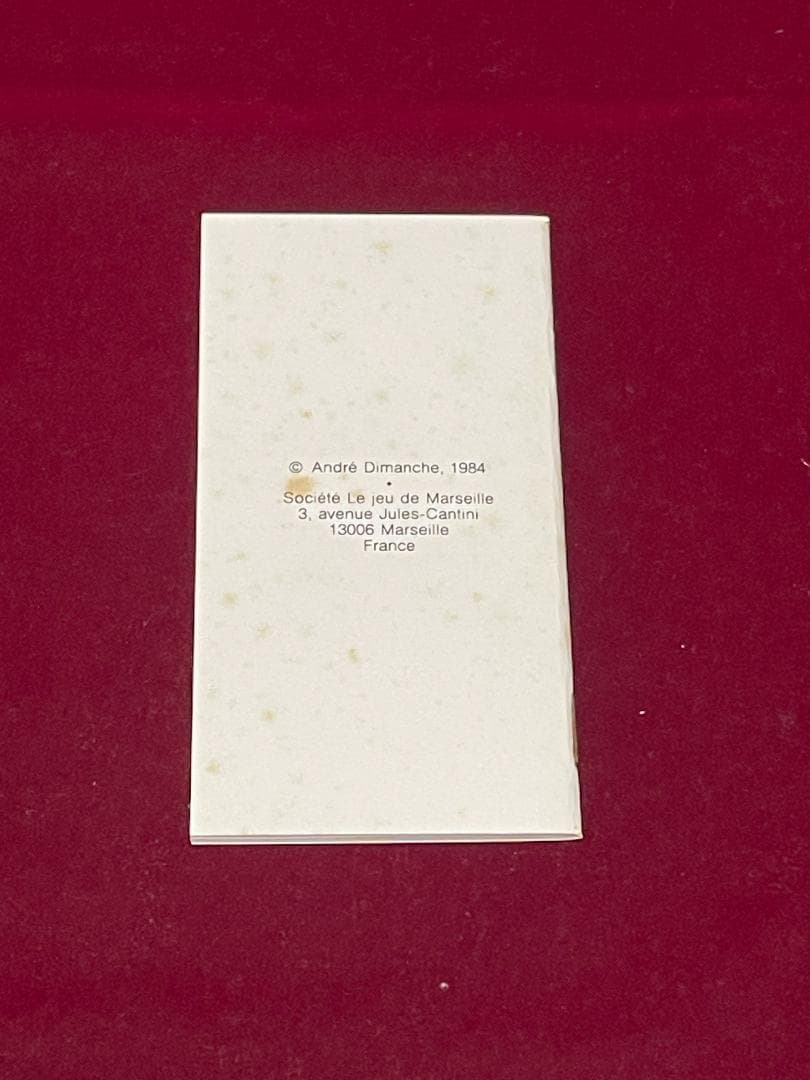 © André Dimanche, 1984
•
Société Le jeu de Marseille
3, avenue Jules-Cantini
13006 Marseille
France